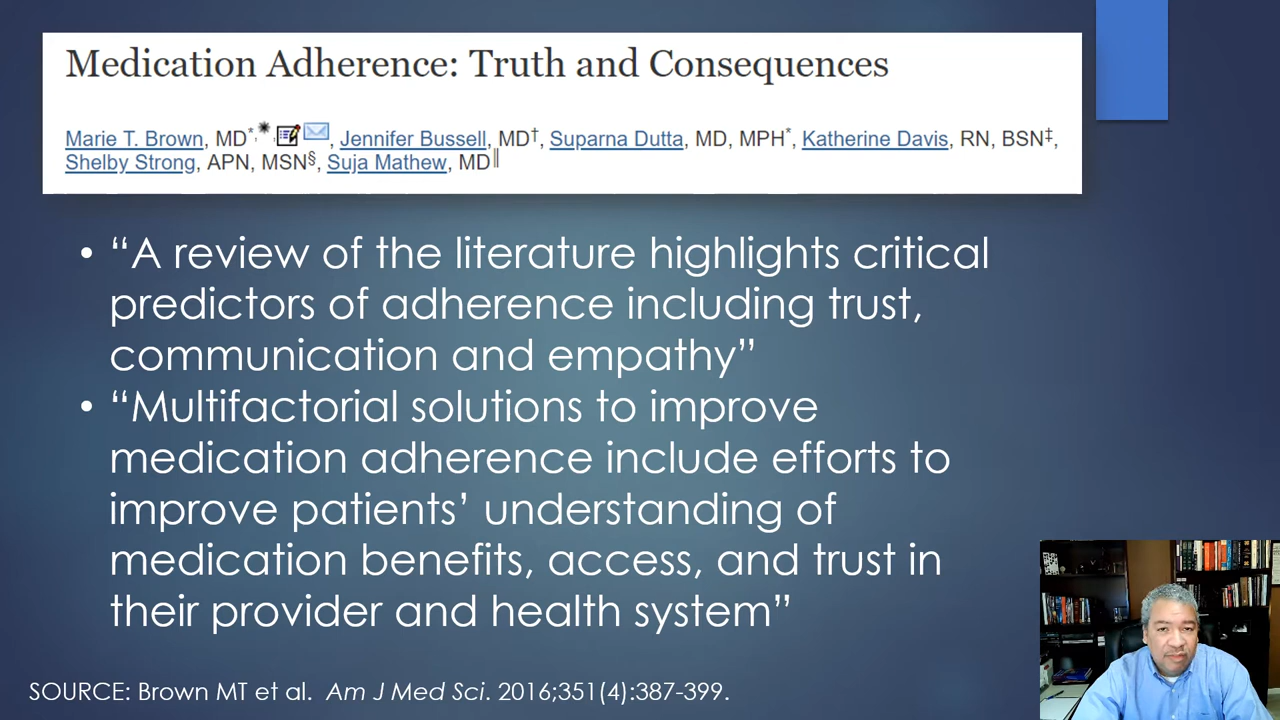 Medication Adherence: Truth and Consequences
Marie T. Brown, MD*,*, Jennifer Bussell, MD†, Suparna Dutta, MD, MPH*, Katherine Davis, RN, BSN‡,
Shelby Strong, APN, MSN§, Suja Mathew, MD‖
• “A review of the literature highlights critical
predictors of adherence including trust,
communication and empathy”
• “Multifactorial solutions to improve
medication adherence include efforts to
improve patients’ understanding of
medication benefits, access, and trust in
their provider and health system”
SOURCE: Brown MT et al. Am J Med Sci. 2016;351(4):387-399.